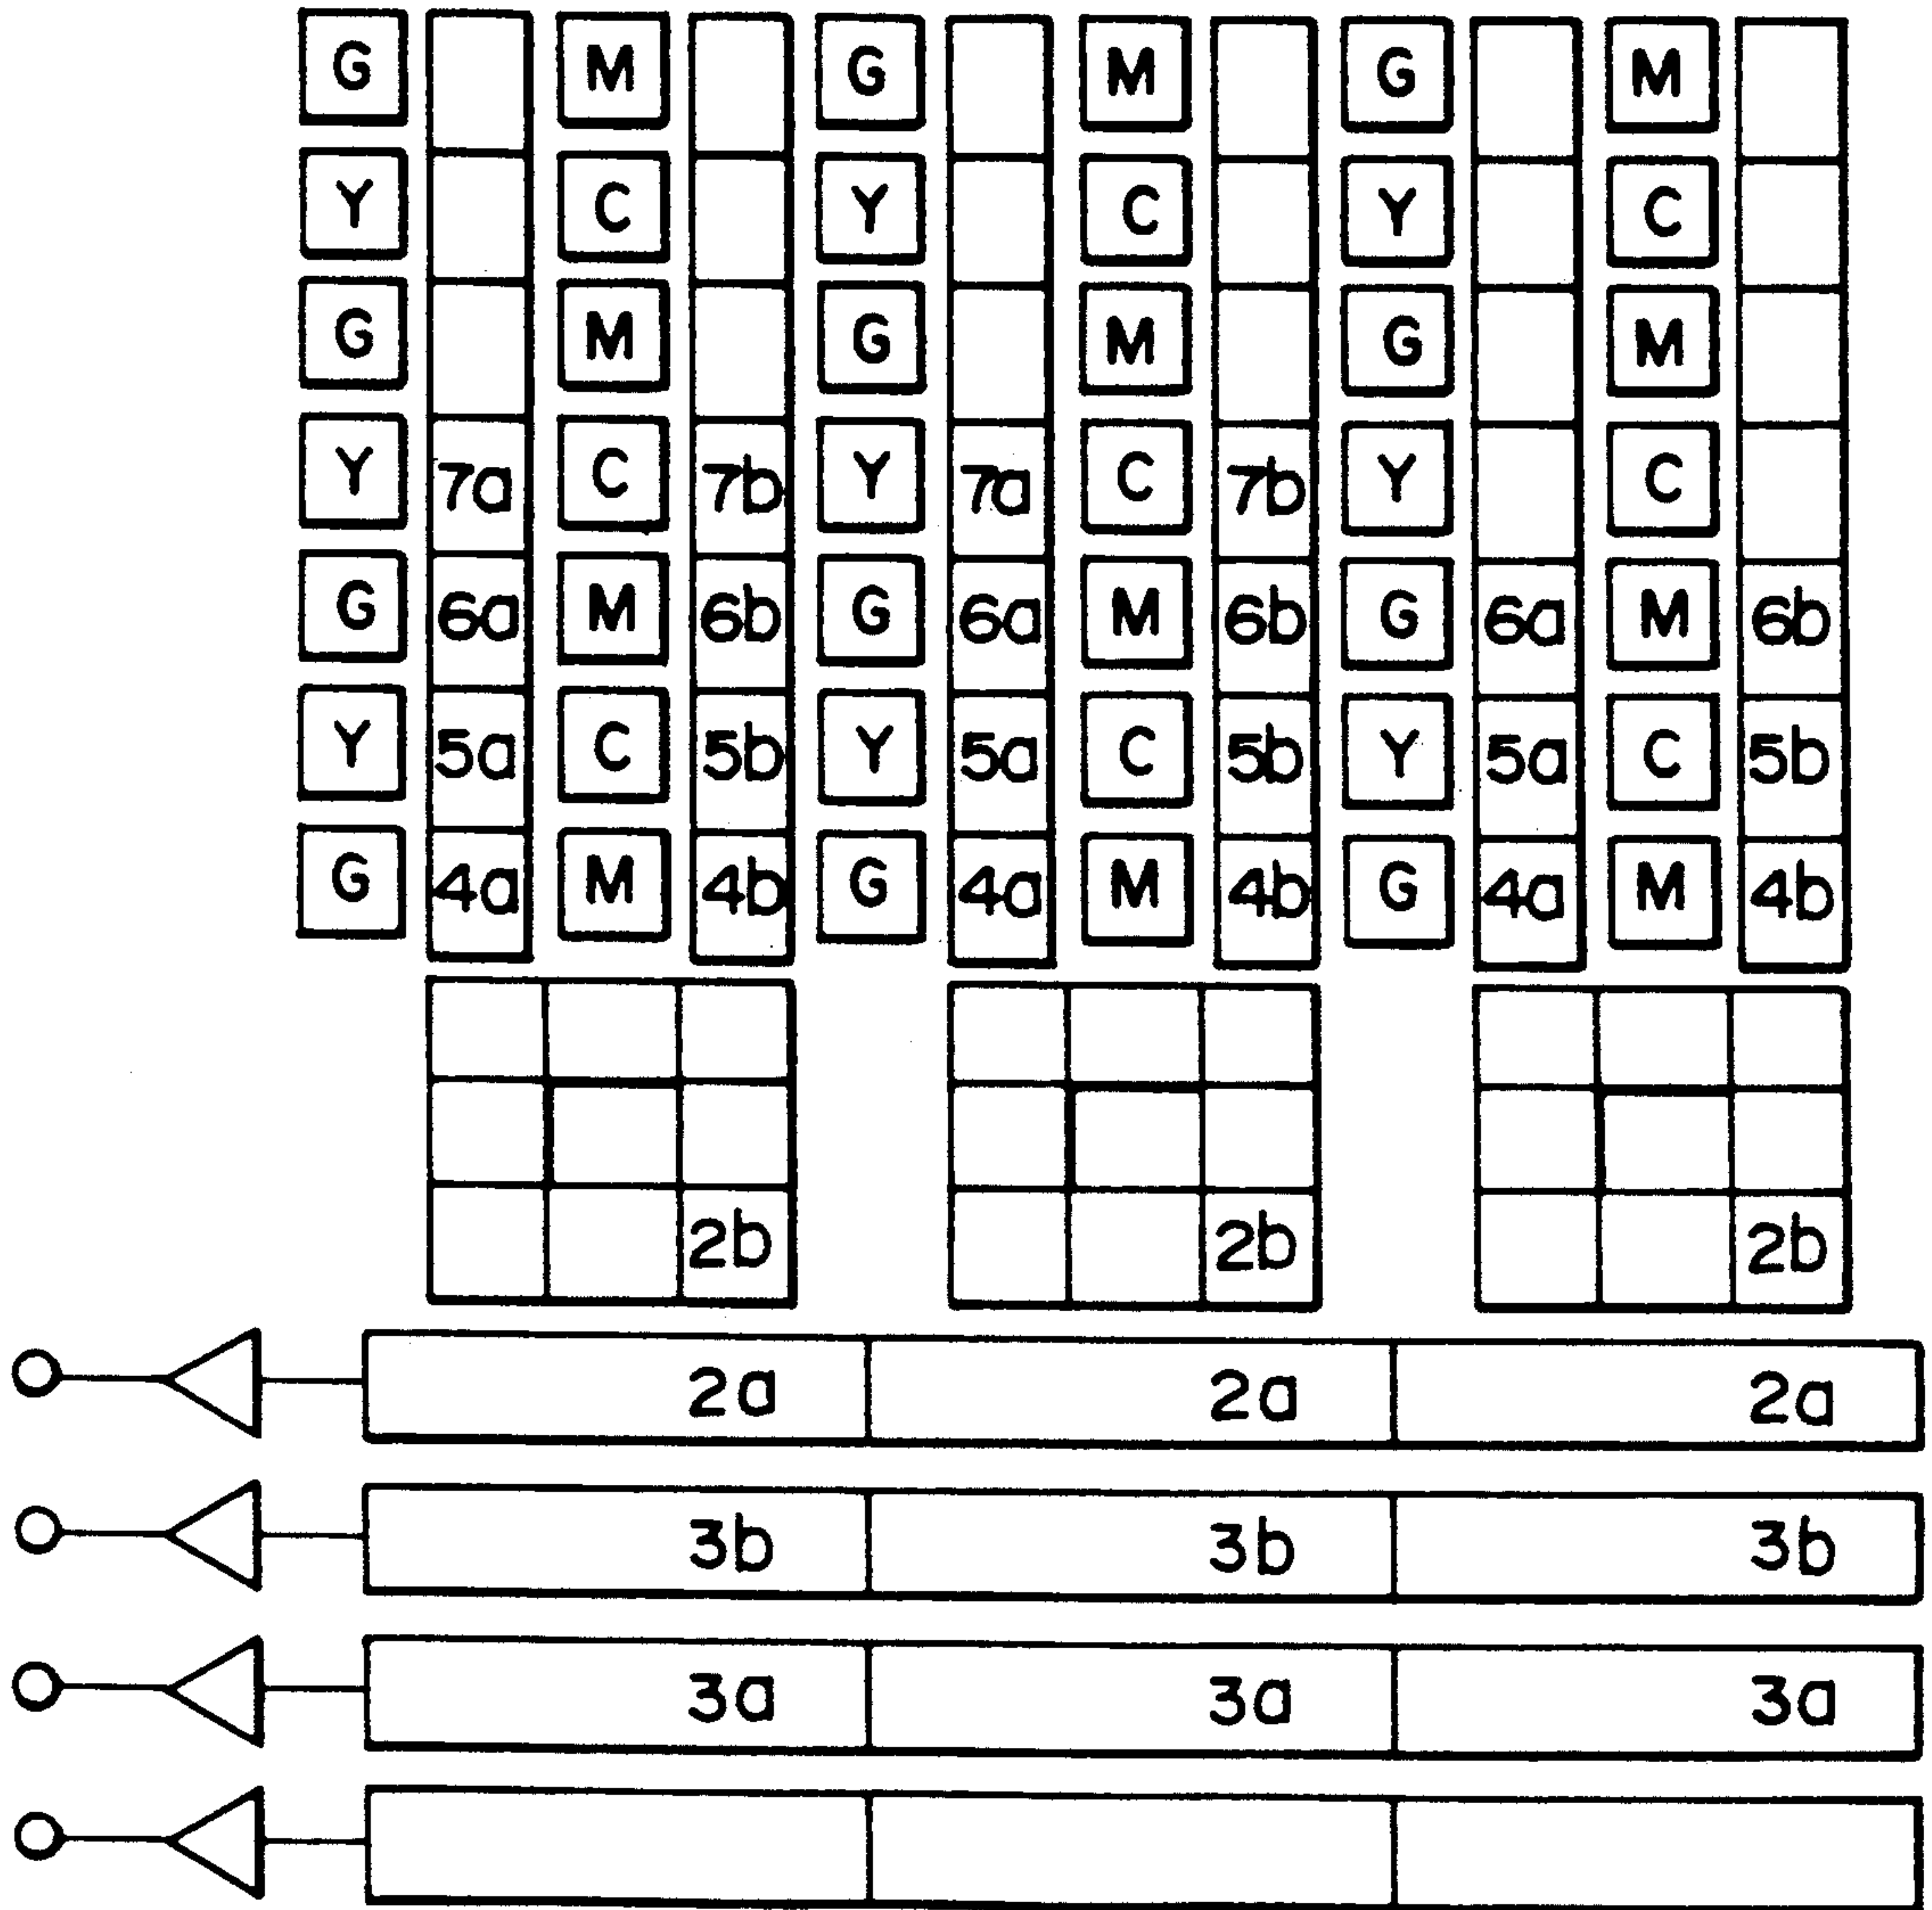 G M G M G M
Y C Y C Y C
G M G M G M
Y 7a C 7b Y 7a C 7b Y C
G 6a M 6b G 6a M 6b G 6a M 6b
Y 5a C 5b Y 5a C 5b Y 5a C 5b
G 4a M 4b G 4a M 4b G 4a M 4b
2b 2b 2b
2a 2a 2a
3b 3b 3b
3a 3a 3a